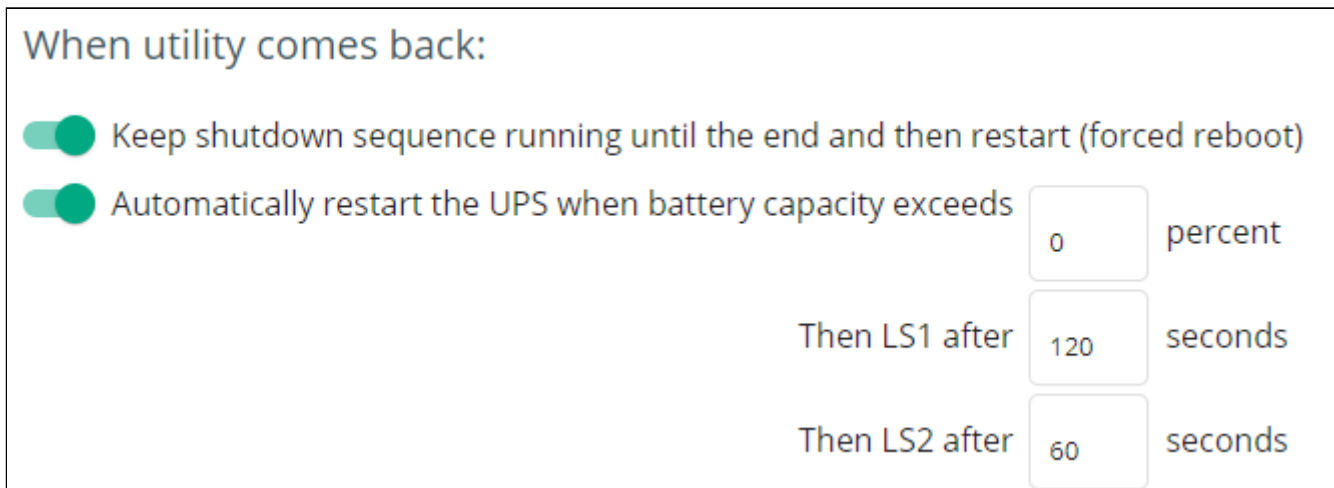 When utility comes back:
Keep shutdown sequence running until the end and then restart (forced reboot)
Automatically restart the UPS when battery capacity exceeds 0 percent
Then LS1 after 120 seconds
Then LS2 after 60 seconds